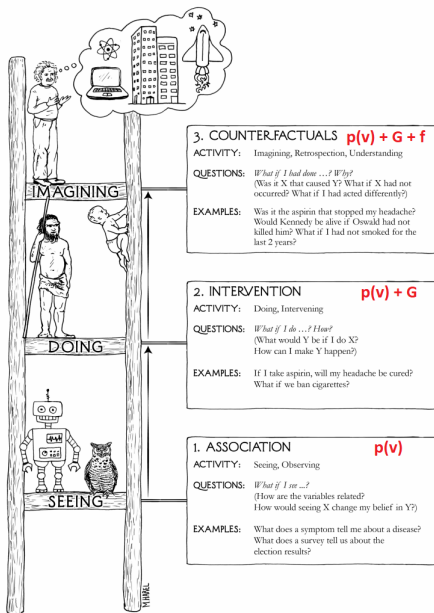 3. COUNTERFACTUALS p(v) + G + f
ACTIVITY: Imagining, Retrospection, Understanding
QUESTIONS: What if I had done …? Why?
(Was it X that caused Y? What if X had not
occurred? What if I had acted differently?)
EXAMPLES: Was it the aspirin that stopped my headache?
Would Kennedy be alive if Oswald had not
killed him? What if I had not smoked for the
last 2 years?
IMAGINING
2. INTERVENTION p(v) + G
ACTIVITY: Doing, Intervening
QUESTIONS: What if I do …? How?
(What would Y be if I do X?
How can I make Y happen?)
EXAMPLES: If I take aspirin, will my headache be cured?
What if we ban cigarettes?
DOING
1. ASSOCIATION p(v)
ACTIVITY: Seeing, Observing
QUESTIONS: What if I see ...?
(How are the variables related?
How would seeing X change my belief in Y?)
EXAMPLES: What does a symptom tell me about a disease?
What does a survey tell us about the
election results?
SEEING
M.HAREL